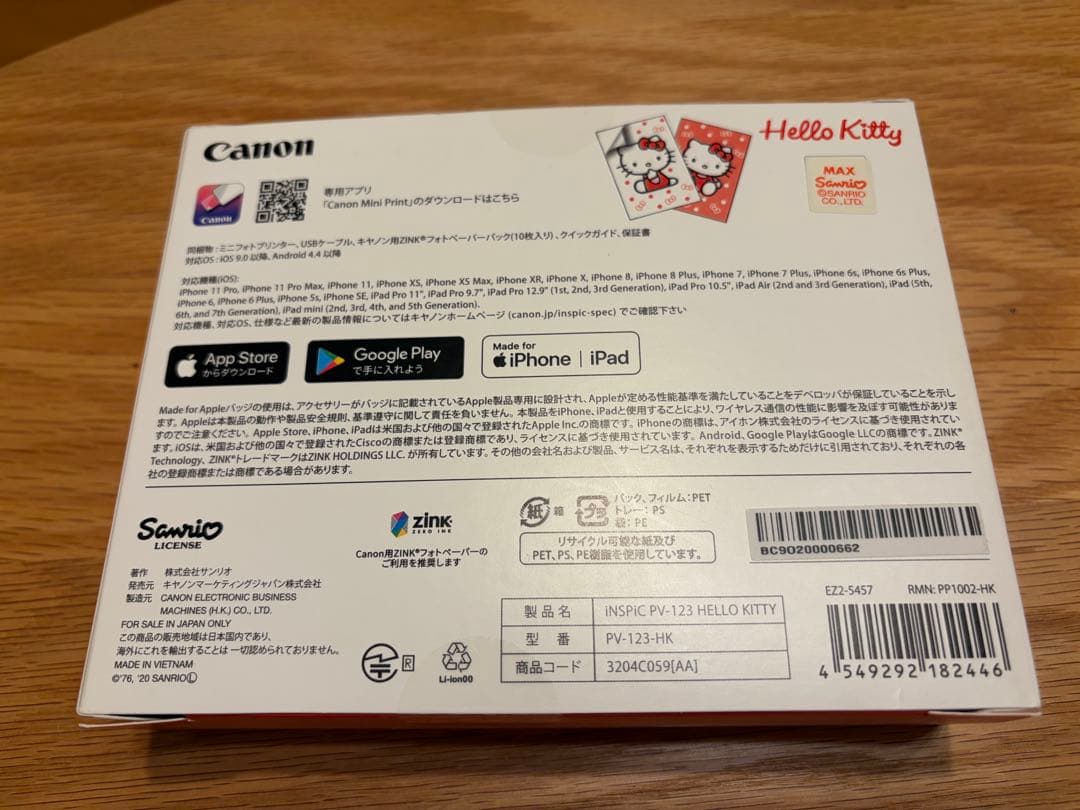 Canon
Hello Kitty
MAX
Sanrio
©SANRIO
CO., LTD.
Canon
専用アプリ
「Canon Mini Print」のダウンロードはこちら
同梱物:ミニフォトプリンター、USBケーブル、キヤノン用ZINK®フォトペーパーパック(10枚入り)、クイックガイド、保証書
対応OS:iOS 9.0 以降、Android 4.4 以降
対応機種(iOS):
iPhone 11 Pro, iPhone 11 Pro Max, iPhone 11, iPhone XS, iPhone XS Max, iPhone XR, iPhone X, iPhone 8, iPhone 8 Plus, iPhone 7, iPhone 7 Plus, iPhone 6s, iPhone 6s Plus,
iPhone 6, iPhone 6 Plus, iPhone 5s, iPhone SE, iPad Pro 11", iPad Pro 9.7", iPad Pro 12.9" (1st, 2nd, 3rd Generation), iPad Pro 10.5", iPad Air (2nd and 3rd Generation), iPad (5th,
6th, and 7th Generation), iPad mini (2nd, 3rd, 4th, and 5th Generation).
対応機種、対応OS、仕様など最新の製品情報についてはキヤノンホームページ (canon.jp/inspic-spec) でご確認下さい
App Store
からダウンロード
Google Play
で手に入れよう
Made for
iPhone | iPad
Made for Appleバッジの使用は、アクセサリーがバッジに記載されているApple製品専用に設計され、Appleが定める性能基準を満たしていることをデベロッパが保証していることを示し
ます。Appleは本製品の動作や製品安全規則、基準遵守に関して責任を負いません。本製品をiPhone、iPadと使用することにより、ワイヤレス通信の性能に影響を及ぼす可能性がありま
すのでご注意ください。Apple Store、iPhone、iPadは米国および他の国々で登録されたApple Inc.の商標です。iPhoneの商標は、アイホン株式会社のライセンスに基づき使用されていま
す。iOSは、米国および他の国々で登録されたCiscoの商標または登録商標であり、ライセンスに基づき使用されています。Android、Google PlayはGoogle LLCの商標です。ZINK®
Technology、ZINK®トレードマークはZINK HOLDINGS LLC. が所有しています。その他の会社名および製品、サービス名は、それぞれを表示するためだけに引用されており、それぞれの各
社の登録商標または商標である場合があります。
Sanrio
LICENSE
ZINK
ZERO INK
Canon用ZINK®フォトペーパーの
ご利用を推奨します
紙 箱
プラ
パック、フィルム:PET
トレー:PS
袋:PE
リサイクル可能な紙及び
PET、PS、PE樹脂を使用しています。
BC9O20000662
著作 株式会社サンリオ
発売元 キヤノンマーケティングジャパン株式会社
製造元 CANON ELECTRONIC BUSINESS
MACHINES (H.K.) CO., LTD.
FOR SALE IN JAPAN ONLY
この商品の販売地域は日本国内であり、
海外にこれを輸出することは 一切認められておりません。
MADE IN VIETNAM
©'76, '20 SANRIO Ⓛ
R
Li-ion00
製品名 iNSPiC PV-123 HELLO KITTY
型番 PV-123-HK
商品コード 3204C059[AA]
EZ2-5457 RMN: PP1002-HK
4 549292 182446